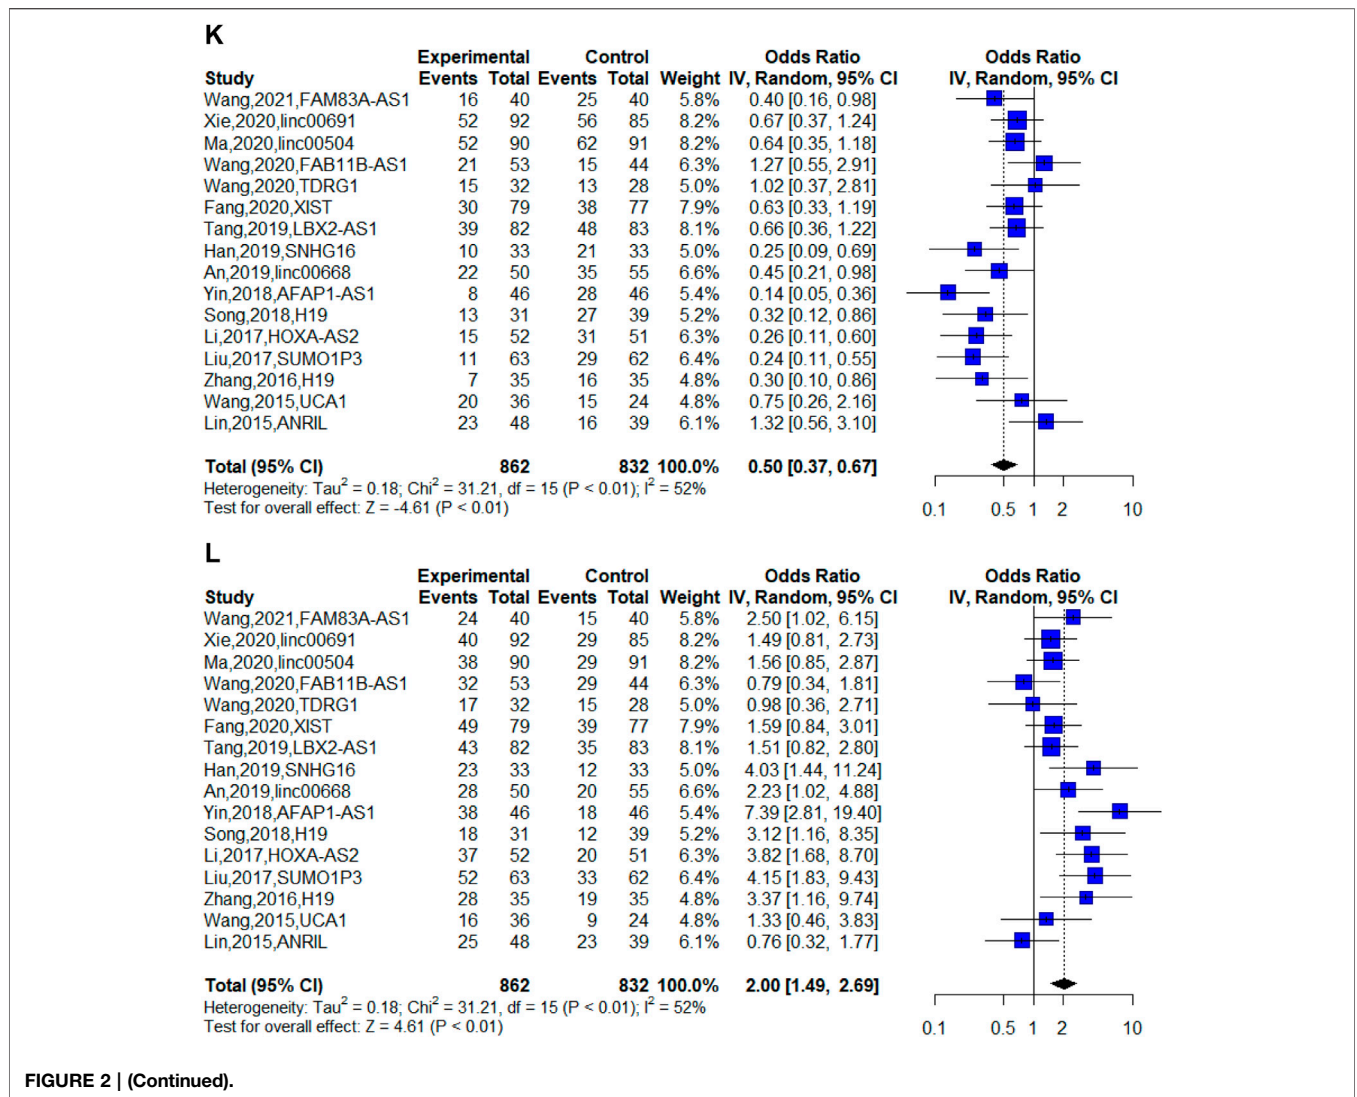 K
Experimental Control Odds Ratio Odds Ratio
Study Events Total Events Total Weight IV, Random, 95% CI IV, Random, 95% CI
Wang,2021,FAM83A-AS1 16 40 25 40 5.8% 0.40 [0.16, 0.98]
Xie,2020,linc00691 52 92 56 85 8.2% 0.67 [0.37, 1.24]
Ma,2020,linc00504 52 90 62 91 8.2% 0.64 [0.35, 1.18]
Wang,2020,FAB11B-AS1 21 53 15 44 6.3% 1.27 [0.55, 2.91]
Wang,2020,TDRG1 15 32 13 28 5.0% 1.02 [0.37, 2.81]
Fang,2020,XIST 30 79 38 77 7.9% 0.63 [0.33, 1.19]
Tang,2019,LBX2-AS1 39 82 48 83 8.1% 0.66 [0.36, 1.22]
Han,2019,SNHG16 10 33 21 33 5.0% 0.25 [0.09, 0.69]
An,2019,linc00668 22 50 35 55 6.6% 0.45 [0.21, 0.98]
Yin,2018,AFAP1-AS1 8 46 28 46 5.4% 0.14 [0.05, 0.36]
Song,2018,H19 13 31 27 39 5.2% 0.32 [0.12, 0.86]
Li,2017,HOXA-AS2 15 52 31 51 6.3% 0.26 [0.11, 0.60]
Liu,2017,SUMO1P3 11 63 29 62 6.4% 0.24 [0.11, 0.55]
Zhang,2016,H19 7 35 16 35 4.8% 0.30 [0.10, 0.86]
Wang,2015,UCA1 20 36 15 24 4.8% 0.75 [0.26, 2.16]
Lin,2015,ANRIL 23 48 16 39 6.1% 1.32 [0.56, 3.10]
Total (95% CI) 862 832 100.0% 0.50 [0.37, 0.67]
Heterogeneity: Tau² = 0.18; Chi² = 31.21, df = 15 (P < 0.01); I² = 52%
Test for overall effect: Z = -4.61 (P < 0.01)
0.1 0.5 1 2 10
L
Experimental Control Odds Ratio Odds Ratio
Study Events Total Events Total Weight IV, Random, 95% CI IV, Random, 95% CI
Wang,2021,FAM83A-AS1 24 40 15 40 5.8% 2.50 [1.02, 6.15]
Xie,2020,linc00691 40 92 29 85 8.2% 1.49 [0.81, 2.73]
Ma,2020,linc00504 38 90 29 91 8.2% 1.56 [0.85, 2.87]
Wang,2020,FAB11B-AS1 32 53 29 44 6.3% 0.79 [0.34, 1.81]
Wang,2020,TDRG1 17 32 15 28 5.0% 0.98 [0.36, 2.71]
Fang,2020,XIST 49 79 39 77 7.9% 1.59 [0.84, 3.01]
Tang,2019,LBX2-AS1 43 82 35 83 8.1% 1.51 [0.82, 2.80]
Han,2019,SNHG16 23 33 12 33 5.0% 4.03 [1.44, 11.24]
An,2019,linc00668 28 50 20 55 6.6% 2.23 [1.02, 4.88]
Yin,2018,AFAP1-AS1 38 46 18 46 5.4% 7.39 [2.81, 19.40]
Song,2018,H19 18 31 12 39 5.2% 3.12 [1.16, 8.35]
Li,2017,HOXA-AS2 37 52 20 51 6.3% 3.82 [1.68, 8.70]
Liu,2017,SUMO1P3 52 63 33 62 6.4% 4.15 [1.83, 9.43]
Zhang,2016,H19 28 35 19 35 4.8% 3.37 [1.16, 9.74]
Wang,2015,UCA1 16 36 9 24 4.8% 1.33 [0.46, 3.83]
Lin,2015,ANRIL 25 48 23 39 6.1% 0.76 [0.32, 1.77]
Total (95% CI) 862 832 100.0% 2.00 [1.49, 2.69]
Heterogeneity: Tau² = 0.18; Chi² = 31.21, df = 15 (P < 0.01); I² = 52%
Test for overall effect: Z = 4.61 (P < 0.01)
0.1 0.5 1 2 10
FIGURE 2 | (Continued).